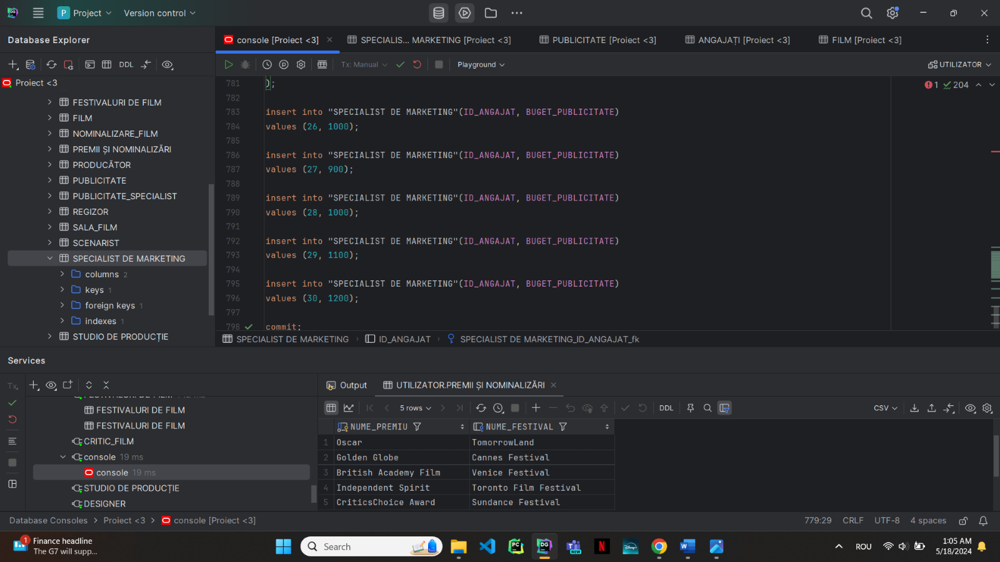 Project
Version control
Database Explorer
console [Proiect <3]
SPECIALIS... MARKETING [Proiect <3]
PUBLICITATE [Proiect <3]
ANGAJAȚI [Proiect <3]
FILM [Proiect <3]
DDL
Tx: Manual
Playground
UTILIZATOR
Proiect <3
FESTIVALURI DE FILM
FILM
NOMINALIZARE_FILM
PREMII ȘI NOMINALIZĂRI
PRODUCĂTOR
PUBLICITATE
PUBLICITATE_SPECIALIST
REGIZOR
SALA_FILM
SCENARIST
SPECIALIST DE MARKETING
columns 2
keys 1
foreign keys 1
indexes 1
STUDIO DE PRODUCȚIE
1 204
781 );
782
783 insert into "SPECIALIST DE MARKETING"(ID_ANGAJAT, BUGET_PUBLICITATE)
784 values (26, 1000);
785
786 insert into "SPECIALIST DE MARKETING"(ID_ANGAJAT, BUGET_PUBLICITATE)
787 values (27, 900);
788
789 insert into "SPECIALIST DE MARKETING"(ID_ANGAJAT, BUGET_PUBLICITATE)
790 values (28, 1000);
791
792 insert into "SPECIALIST DE MARKETING"(ID_ANGAJAT, BUGET_PUBLICITATE)
793 values (29, 1100);
794
795 insert into "SPECIALIST DE MARKETING"(ID_ANGAJAT, BUGET_PUBLICITATE)
796 values (30, 1200);
797
798 commit;
SPECIALIST DE MARKETING > ID_ANGAJAT > SPECIALIST DE MARKETING_ID_ANGAJAT_fk
Services
Tx
FESTIVALURI DE FILM
FESTIVALURI DE FILM
CRITIC_FILM
console 19 ms
console 19 ms
STUDIO DE PRODUCȚIE
DESIGNER
Output
UTILIZATOR.PREMII ȘI NOMINALIZĂRI
5 rows
DDL
CSV
NUME_PREMIU NUME_FESTIVAL
1 Oscar TomorrowLand
2 Golden Globe Cannes Festival
3 British Academy Film Venice Festival
4 Independent Spirit Toronto Film Festival
5 CriticsChoice Award Sundance Festival
Database Consoles > Proiect <3 > console [Proiect <3]
779:29 CRLF UTF-8 4 spaces
1
Finance headline
The G7 will supp...
Search
ROU
1:05 AM
5/18/2024